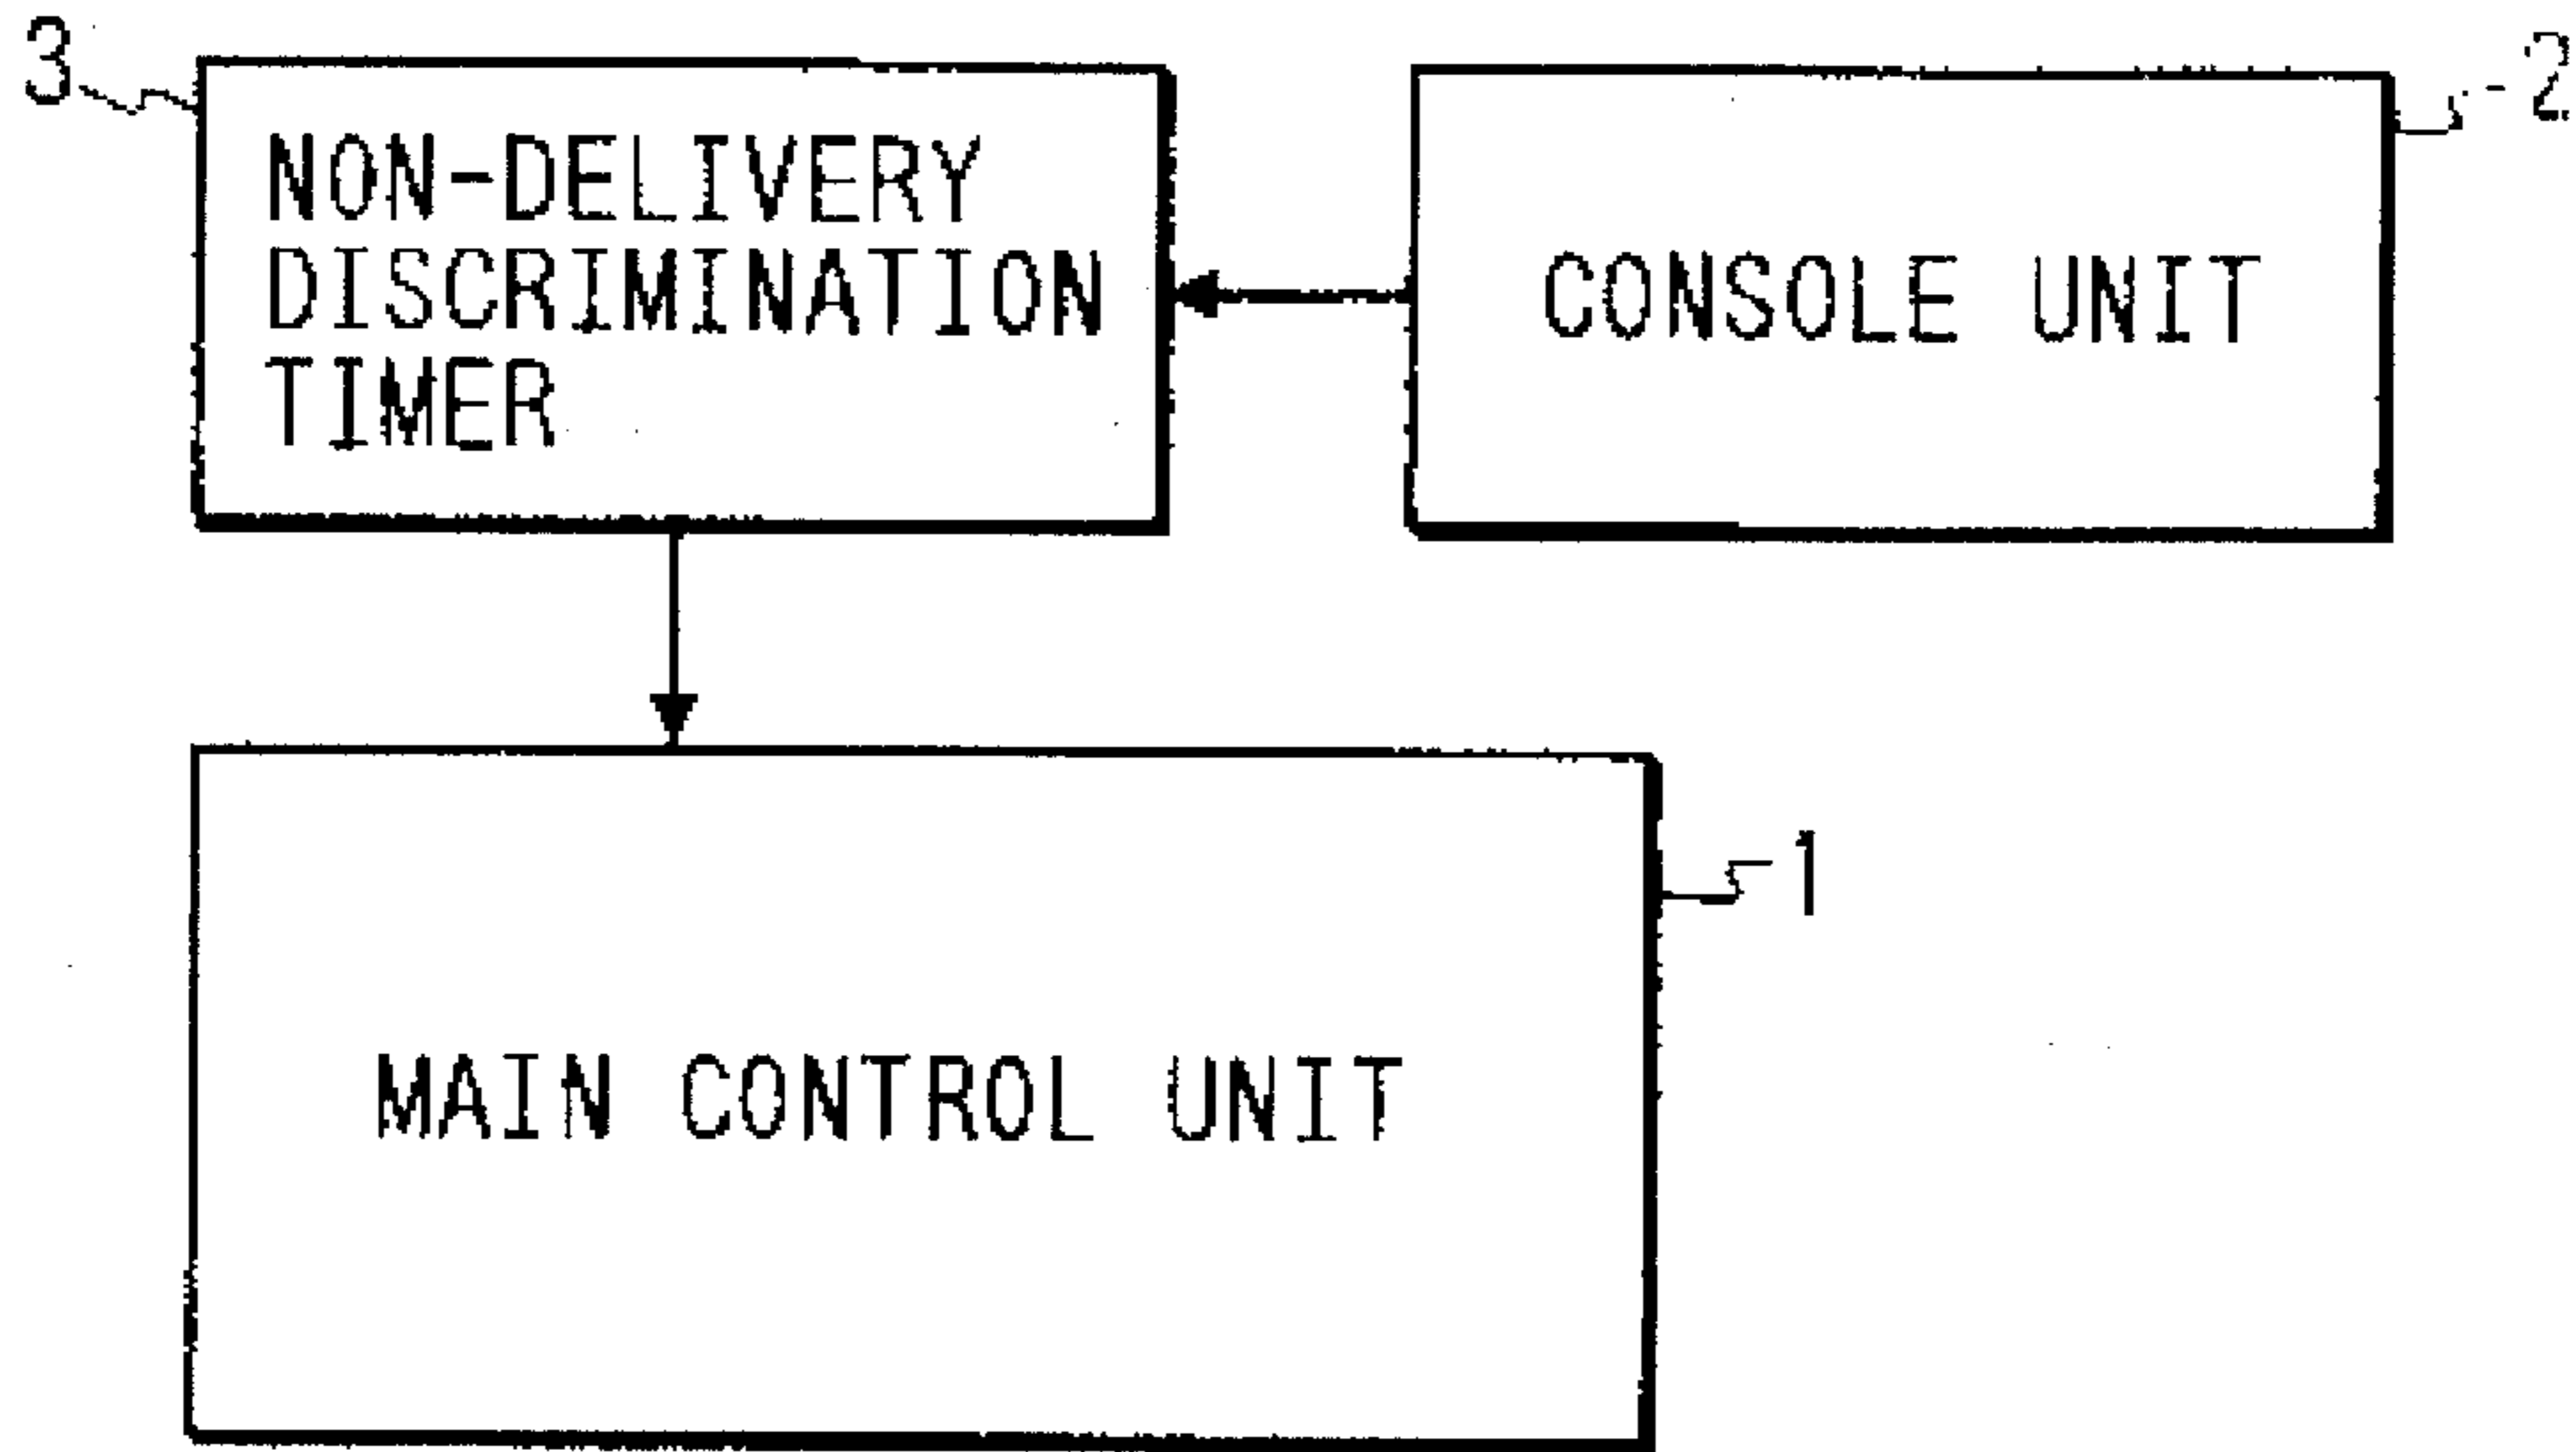 3
NON-DELIVERY
DISCRIMINATION
TIMER
CONSOLE UNIT
2
MAIN CONTROL UNIT
1